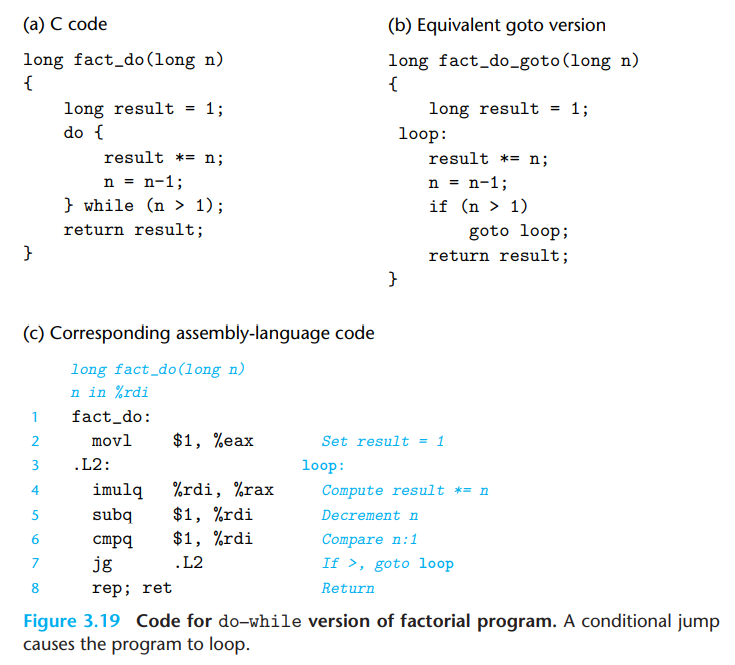 (a) C code
long fact_do(long n)
{
    long result = 1;
    do {
        result *= n;
        n = n-1;
    } while (n > 1);
    return result;
}
(b) Equivalent goto version
long fact_do_goto(long n)
{
    long result = 1;
 loop:
    result *= n;
    n = n-1;
    if (n > 1)
        goto loop;
    return result;
}
(c) Corresponding assembly-language code
long fact_do(long n)
n in %rdi
1 fact_do:
2 movl $1, %eax Set result = 1
3 .L2: loop:
4 imulq %rdi, %rax Compute result *= n
5 subq $1, %rdi Decrement n
6 cmpq $1, %rdi Compare n:1
7 jg .L2 If >, goto loop
8 rep; ret Return
Figure 3.19 Code for do–while version of factorial program. A conditional jump
causes the program to loop.